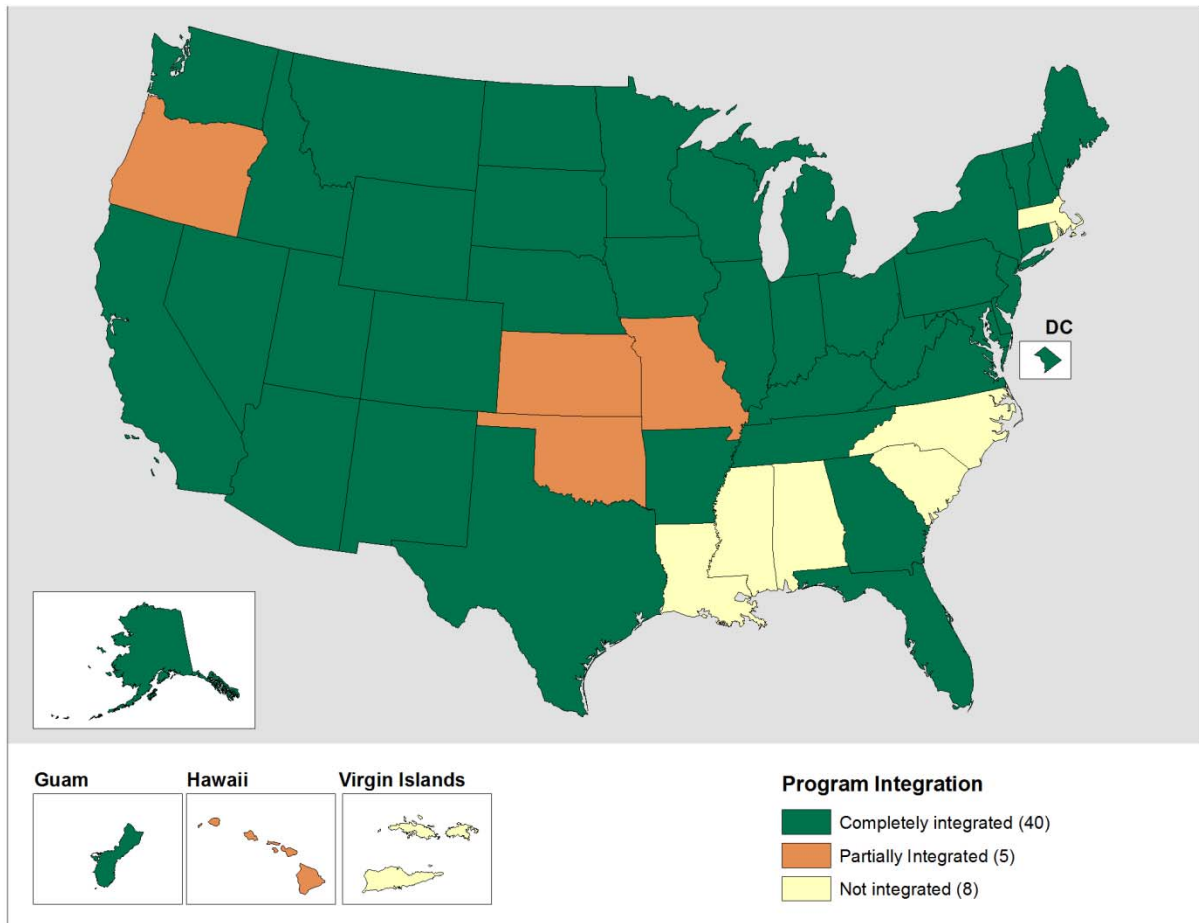 DC
Guam
Hawaii
Virgin Islands
Program Integration
Completely integrated (40)
Partially Integrated (5)
Not integrated (8)